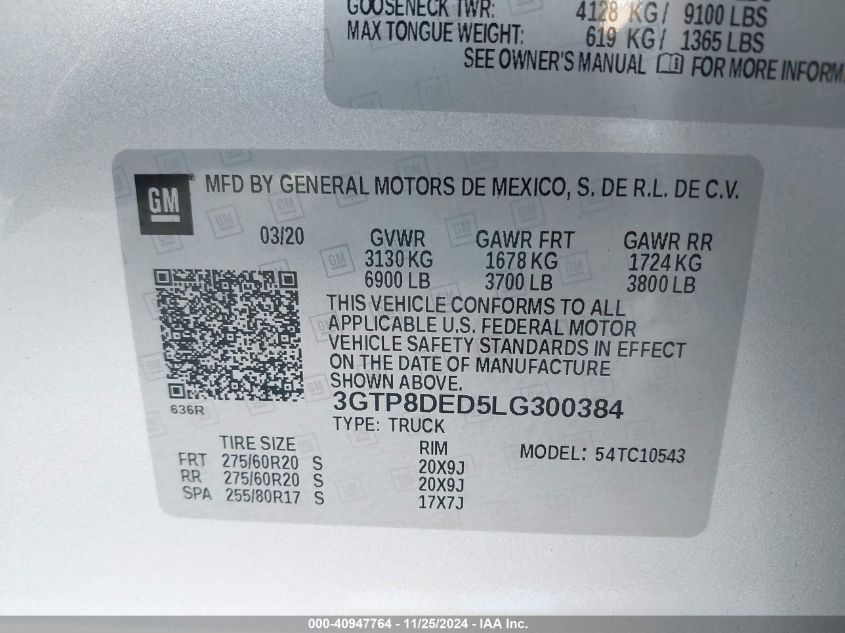 GOOSENECK TWR: 4128 KG/ 9100 LBS
MAX TONGUE WEIGHT: 619 KG/ 1365 LBS
SEE OWNER'S MANUAL FOR MORE INFORM
GM MFD BY GENERAL MOTORS DE MEXICO, S. DE R.L. DE C.V.
03/20 GVWR GAWR FRT GAWR RR
3130 KG 1678 KG 1724 KG
6900 LB 3700 LB 3800 LB
THIS VEHICLE CONFORMS TO ALL
APPLICABLE U.S. FEDERAL MOTOR
VEHICLE SAFETY STANDARDS IN EFFECT
ON THE DATE OF MANUFACTURE
SHOWN ABOVE.
636R
3GTP8DED5LG300384
TYPE: TRUCK
TIRE SIZE RIM MODEL: 54TC10543
FRT 275/60R20 S 20X9J
RR 275/60R20 S 20X9J
SPA 255/80R17 S 17X7J
000-40947764 - 11/25/2024 - IAA Inc.